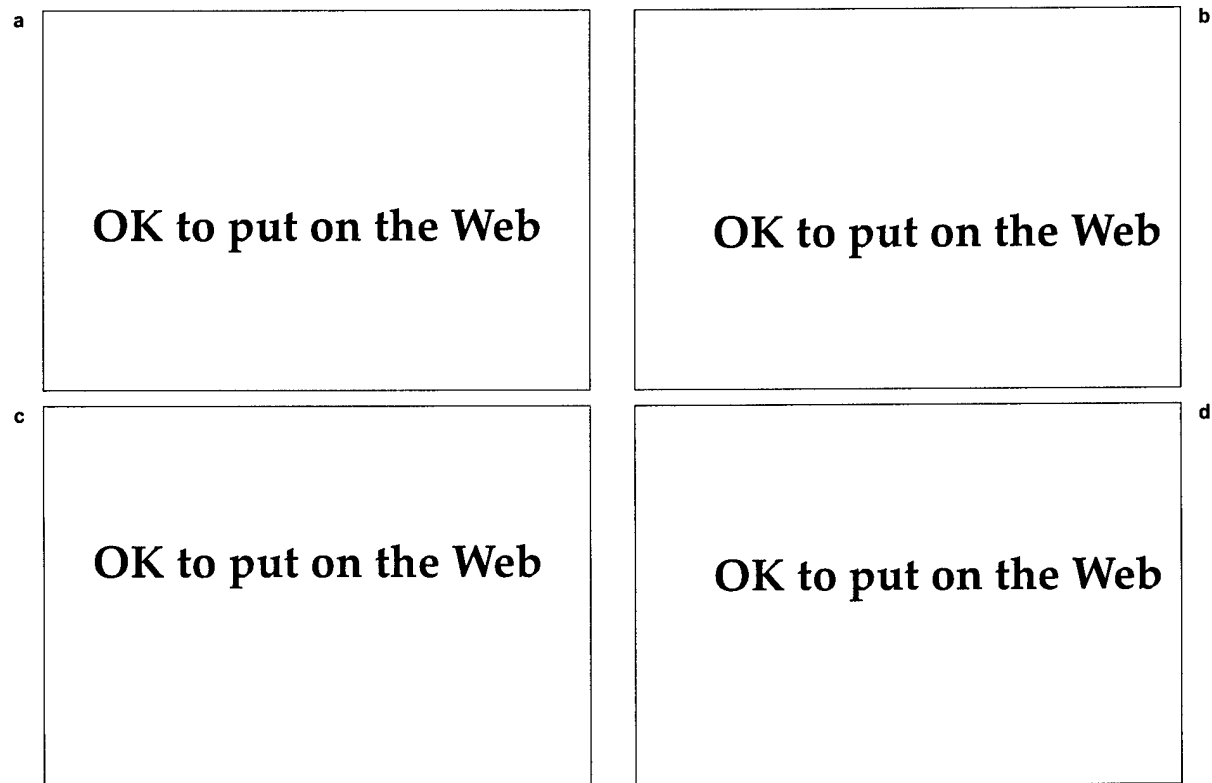 a
OK to put on the Web
b
OK to put on the Web
c
OK to put on the Web
d
OK to put on the Web